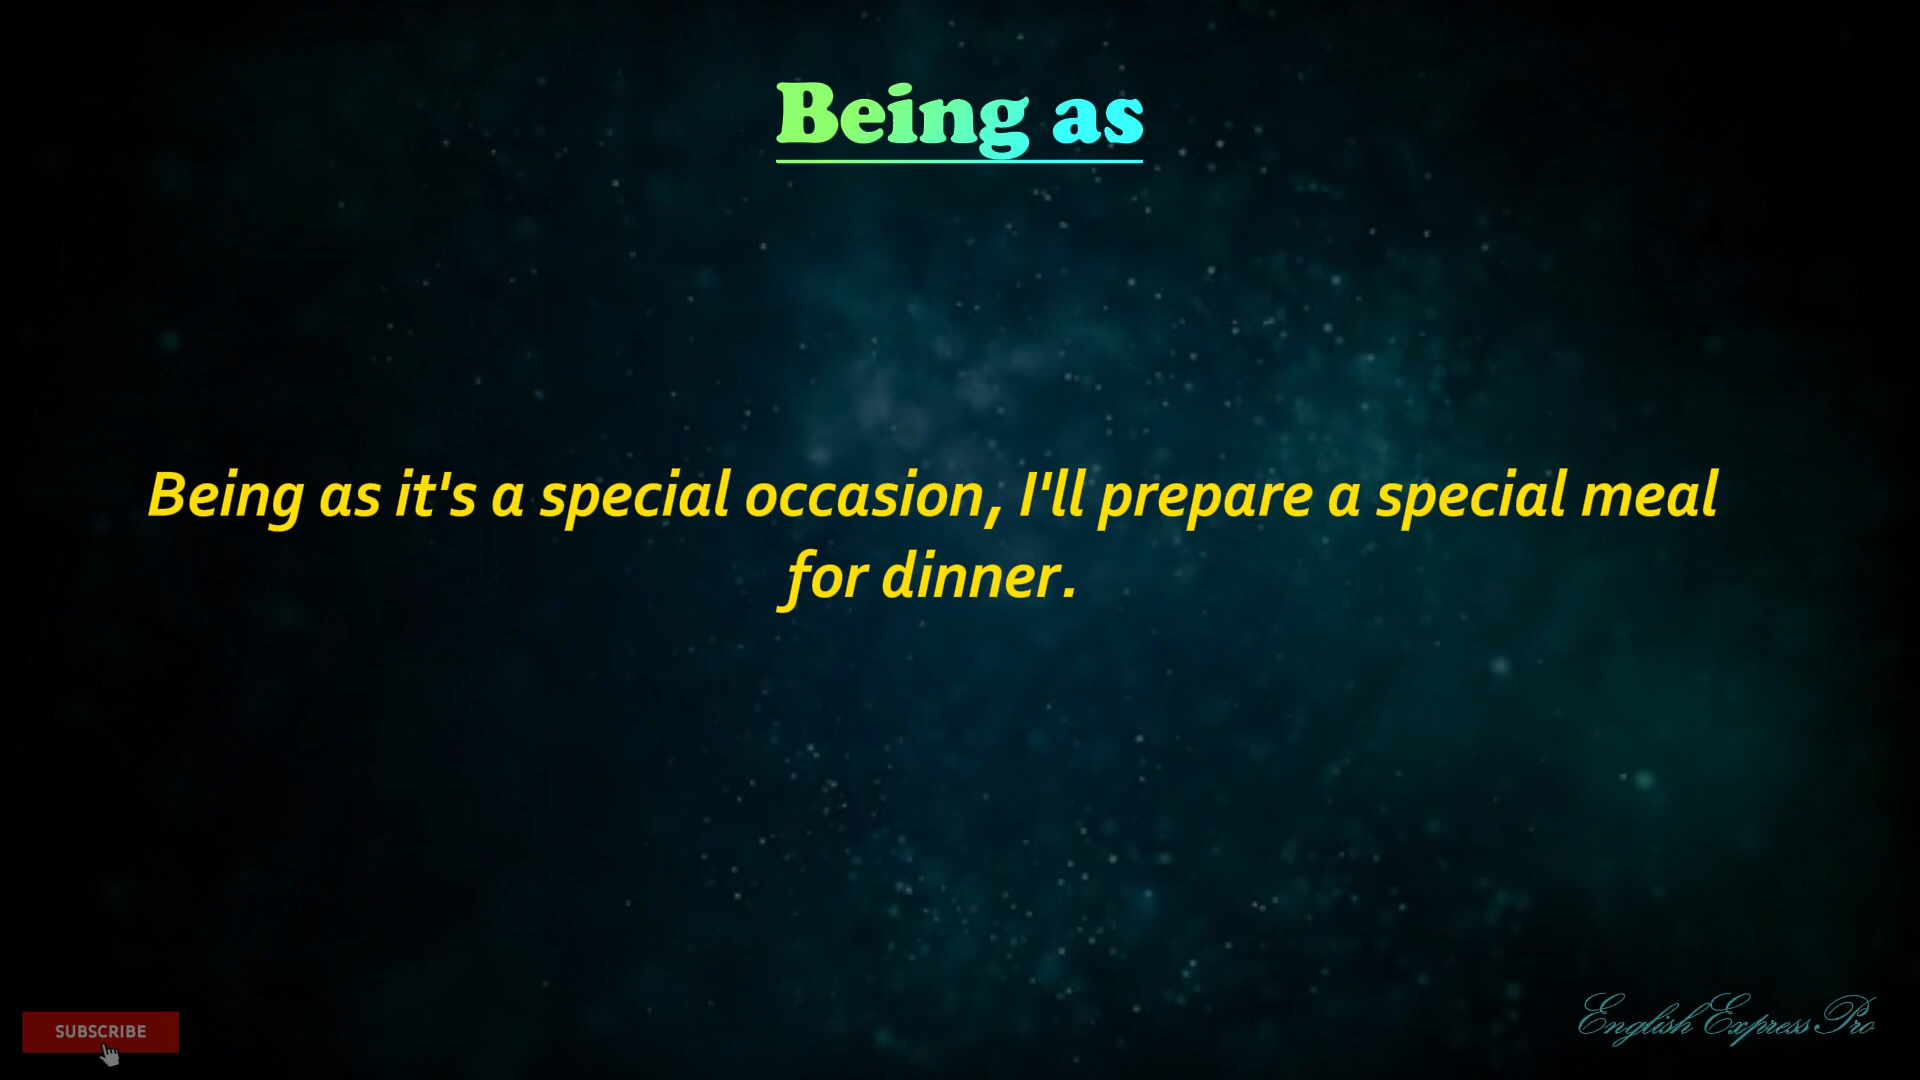 Being as
Being as it's a special occasion, I'll prepare a special meal
for dinner.
SUBSCRIBE
English Express Pro